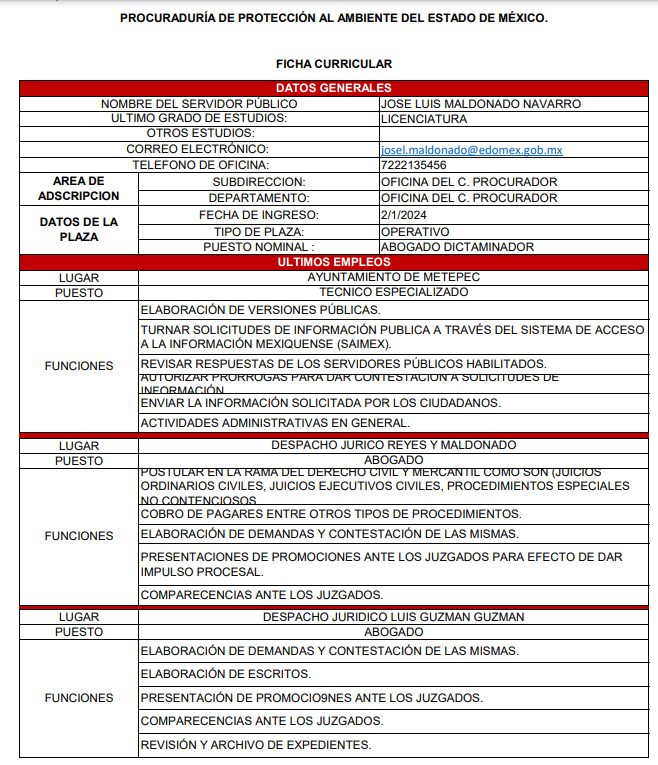 PROCURADURÍA DE PROTECCIÓN AL AMBIENTE DEL ESTADO DE MÉXICO.
FICHA CURRICULAR
DATOS GENERALES
NOMBRE DEL SERVIDOR PÚBLICO JOSE LUIS MALDONADO NAVARRO
ULTIMO GRADO DE ESTUDIOS: LICENCIATURA
OTROS ESTUDIOS:
CORREO ELECTRÓNICO: josel.maldonado@edomex.gob.mx
TELEFONO DE OFICINA: 7222135456
AREA DE ADSCRIPCION
SUBDIRECCION: OFICINA DEL C. PROCURADOR
DEPARTAMENTO: OFICINA DEL C. PROCURADOR
DATOS DE LA PLAZA
FECHA DE INGRESO: 2/1/2024
TIPO DE PLAZA: OPERATIVO
PUESTO NOMINAL : ABOGADO DICTAMINADOR
ULTIMOS EMPLEOS
LUGAR AYUNTAMIENTO DE METEPEC
PUESTO TECNICO ESPECIALIZADO
FUNCIONES
ELABORACIÓN DE VERSIONES PÚBLICAS.
TURNAR SOLICITUDES DE INFORMACIÓN PUBLICA A TRAVÉS DEL SISTEMA DE ACCESO
A LA INFORMACIÓN MEXIQUENSE (SAIMEX).
REVISAR RESPUESTAS DE LOS SERVIDORES PÚBLICOS HABILITADOS.
AUTORIZAR PRORROGAS PARA DAR CONTESTACIÓN A SOLICITUDES DE
INFORMACIÓN
ENVIAR LA INFORMACIÓN SOLICITADA POR LOS CIUDADANOS.
ACTIVIDADES ADMINISTRATIVAS EN GENERAL.
LUGAR DESPACHO JURICO REYES Y MALDONADO
PUESTO ABOGADO
FUNCIONES
POSTULAR EN LA RAMA DEL DERECHO CIVIL Y MERCANTIL COMO SON (JUICIOS
ORDINARIOS CIVILES, JUICIOS EJECUTIVOS CIVILES, PROCEDIMIENTOS ESPECIALES
NO CONTENCIOSOS
COBRO DE PAGARES ENTRE OTROS TIPOS DE PROCEDIMIENTOS.
ELABORACIÓN DE DEMANDAS Y CONTESTACIÓN DE LAS MISMAS.
PRESENTACIONES DE PROMOCIONES ANTE LOS JUZGADOS PARA EFECTO DE DAR
IMPULSO PROCESAL.
COMPARECENCIAS ANTE LOS JUZGADOS.
LUGAR DESPACHO JURIDICO LUIS GUZMAN GUZMAN
PUESTO ABOGADO
FUNCIONES
ELABORACIÓN DE DEMANDAS Y CONTESTACIÓN DE LAS MISMAS.
ELABORACIÓN DE ESCRITOS.
PRESENTACIÓN DE PROMOCIO9NES ANTE LOS JUZGADOS.
COMPARECENCIAS ANTE LOS JUZGADOS.
REVISIÓN Y ARCHIVO DE EXPEDIENTES.